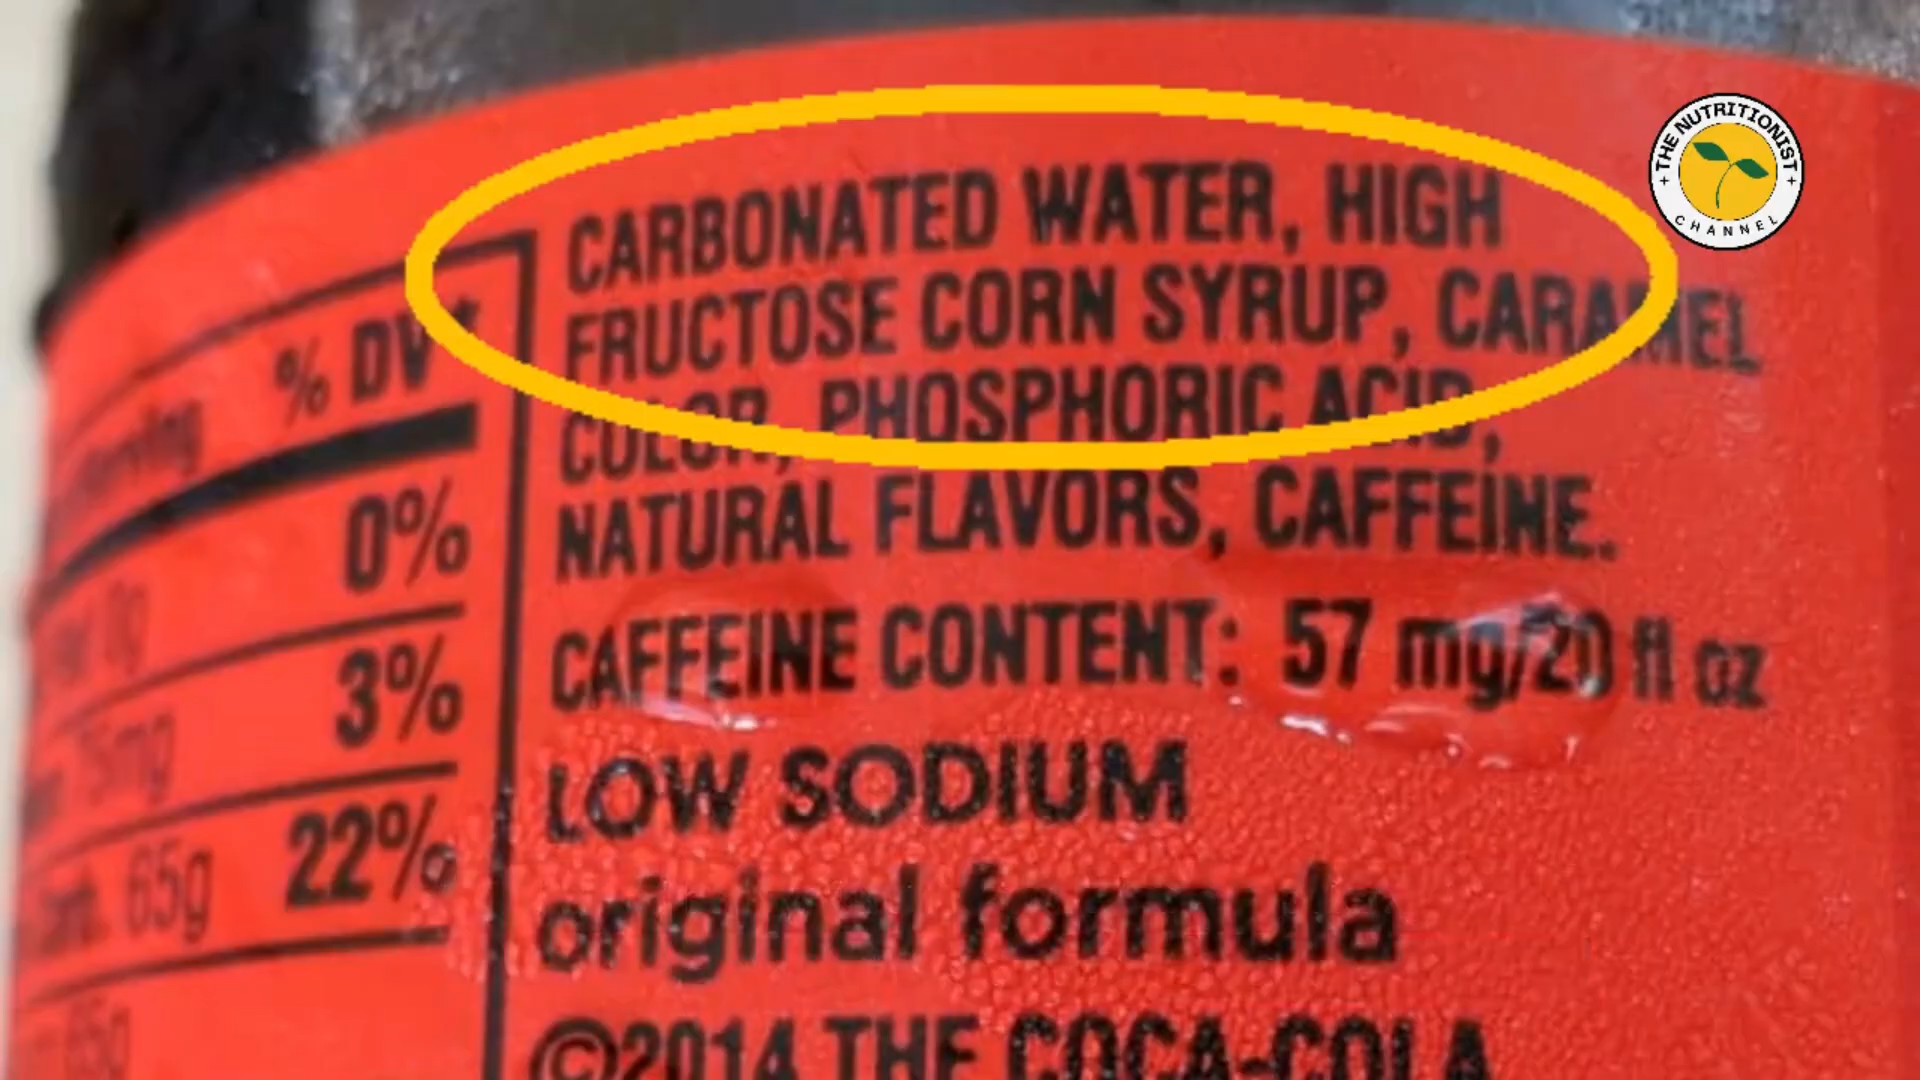 THE NUTRITIONIST
CHANNEL
% DV*
0%
3%
65g 22%
CARBONATED WATER, HIGH
FRUCTOSE CORN SYRUP, CARAMEL
COLOR, PHOSPHORIC ACID,
NATURAL FLAVORS, CAFFEINE.
CAFFEINE CONTENT: 57 mg/20 fl oz
LOW SODIUM
original formula
©2014 THE COCA-COLA